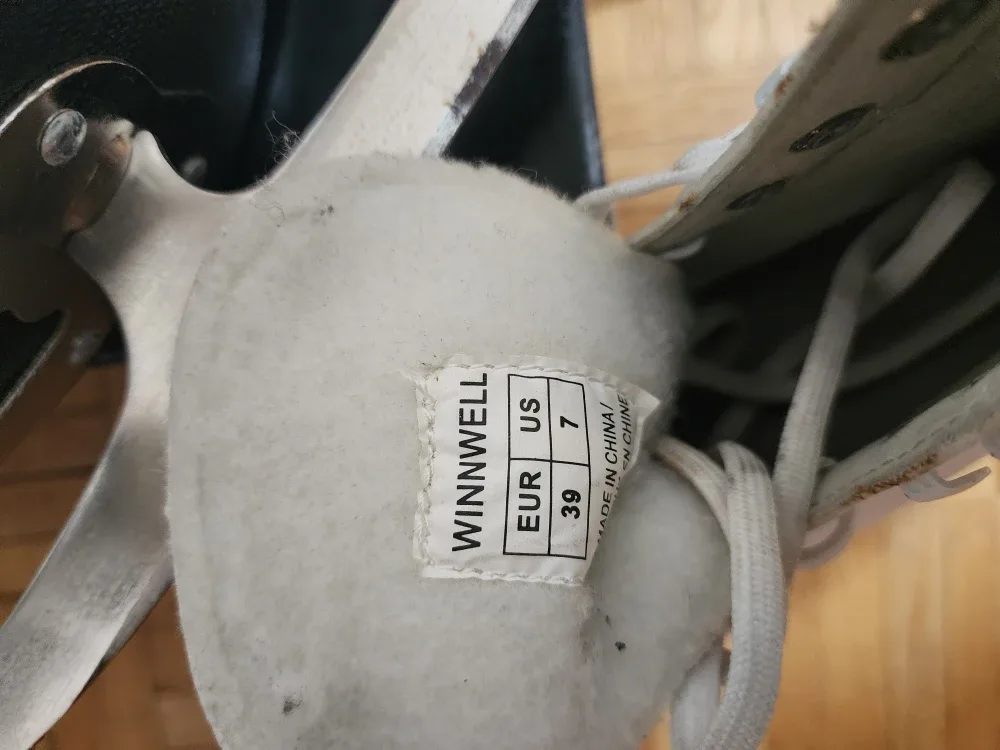 WINNWELL
EUR US
39 7
MADE IN CHINA/
EN CHINE